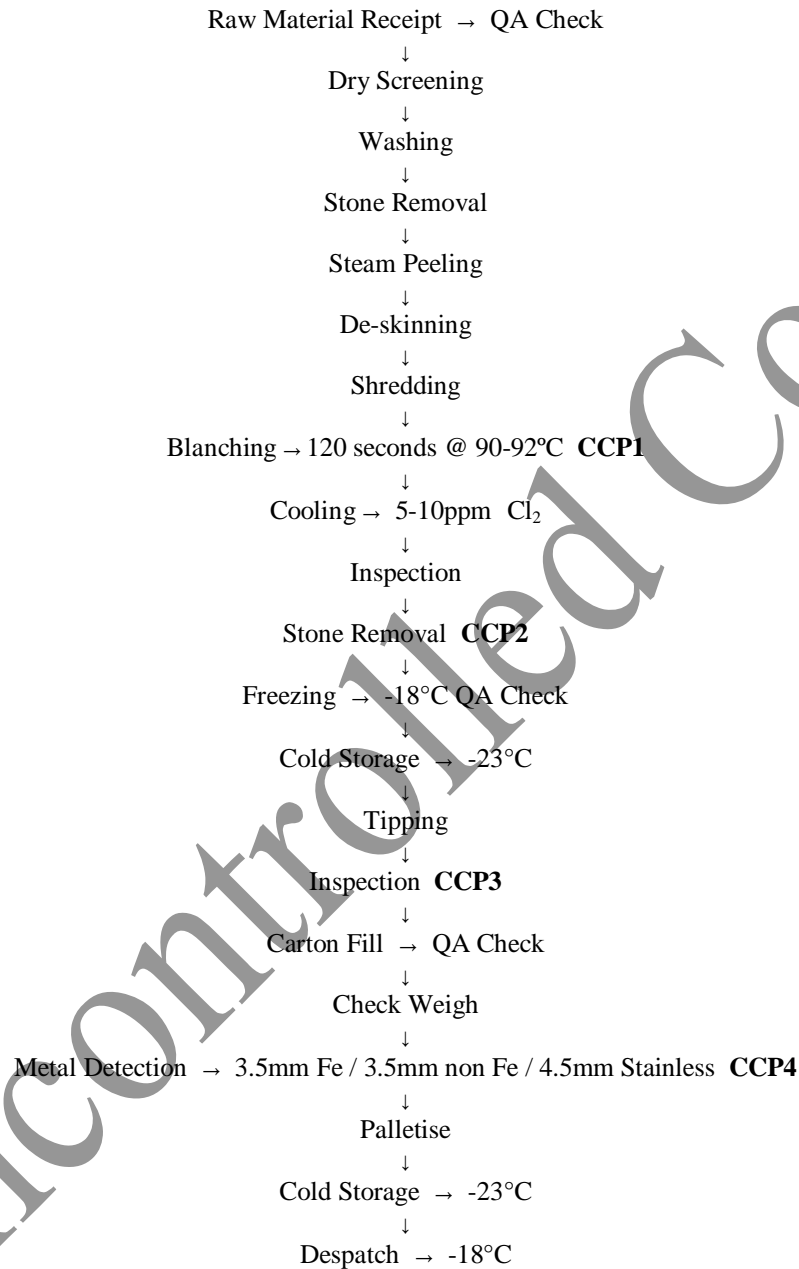 Raw Material Receipt → QA Check
↓
Dry Screening
↓
Washing
↓
Stone Removal
↓
Steam Peeling
↓
De-skinning
↓
Shredding
↓
Blanching → 120 seconds @ 90-92ºC CCP1
↓
Cooling → 5-10ppm Cl₂
↓
Inspection
↓
Stone Removal CCP2
↓
Freezing → -18°C QA Check
↓
Cold Storage → -23°C
↓
Tipping
↓
Inspection CCP3
↓
Carton Fill → QA Check
↓
Check Weigh
↓
Metal Detection → 3.5mm Fe / 3.5mm non Fe / 4.5mm Stainless CCP4
↓
Palletise
↓
Cold Storage → -23°C
↓
Despatch → -18°C
ncontrolled Co